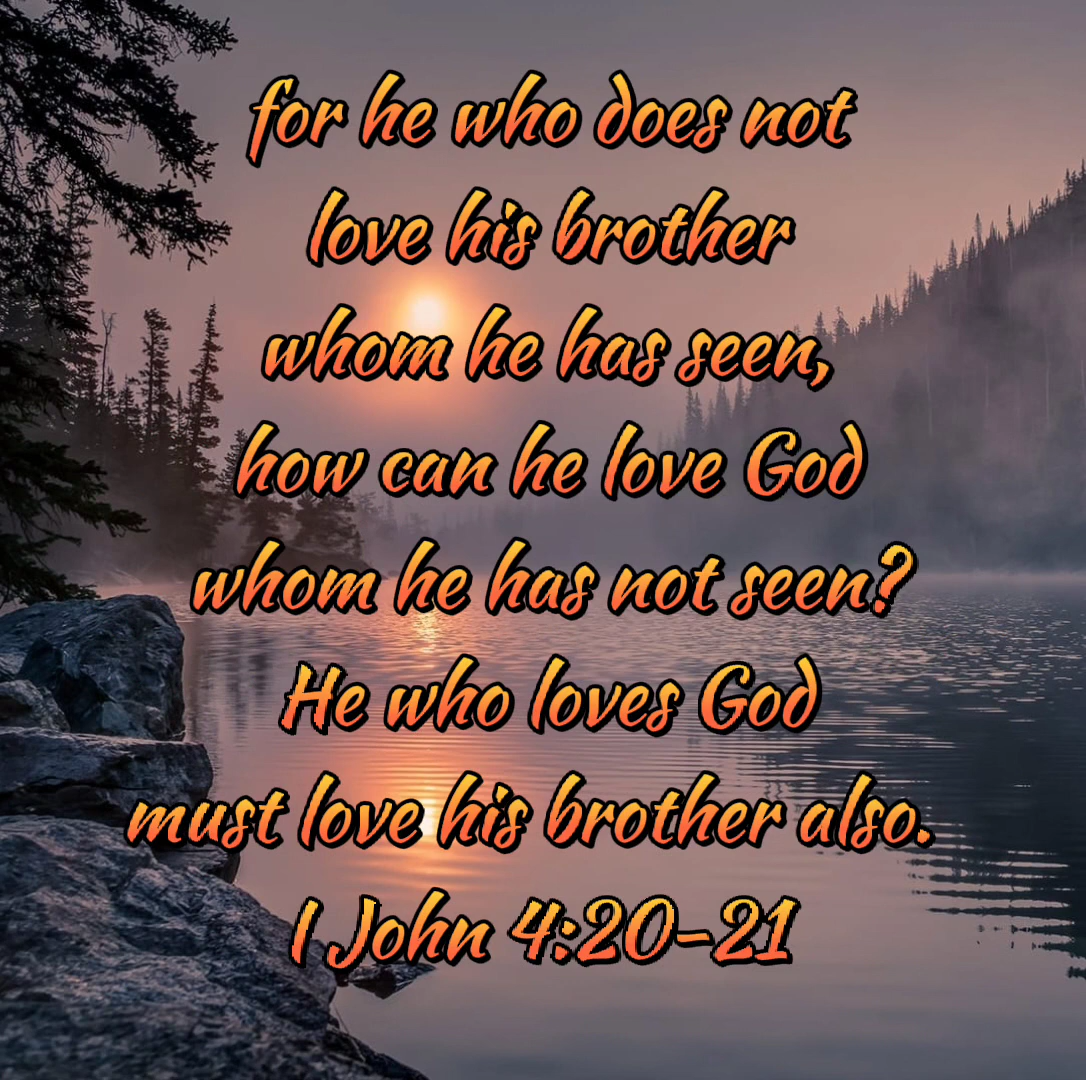 for he who does not
love his brother
whom he has seen,
how can he love God
whom he has not seen?
He who loves God
must love his brother also.
I John 4:20-21